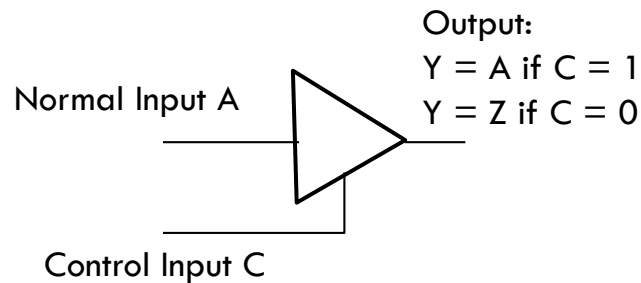 Output:
Y = A if C = 1
Y = Z if C = 0
Normal Input A
Control Input C